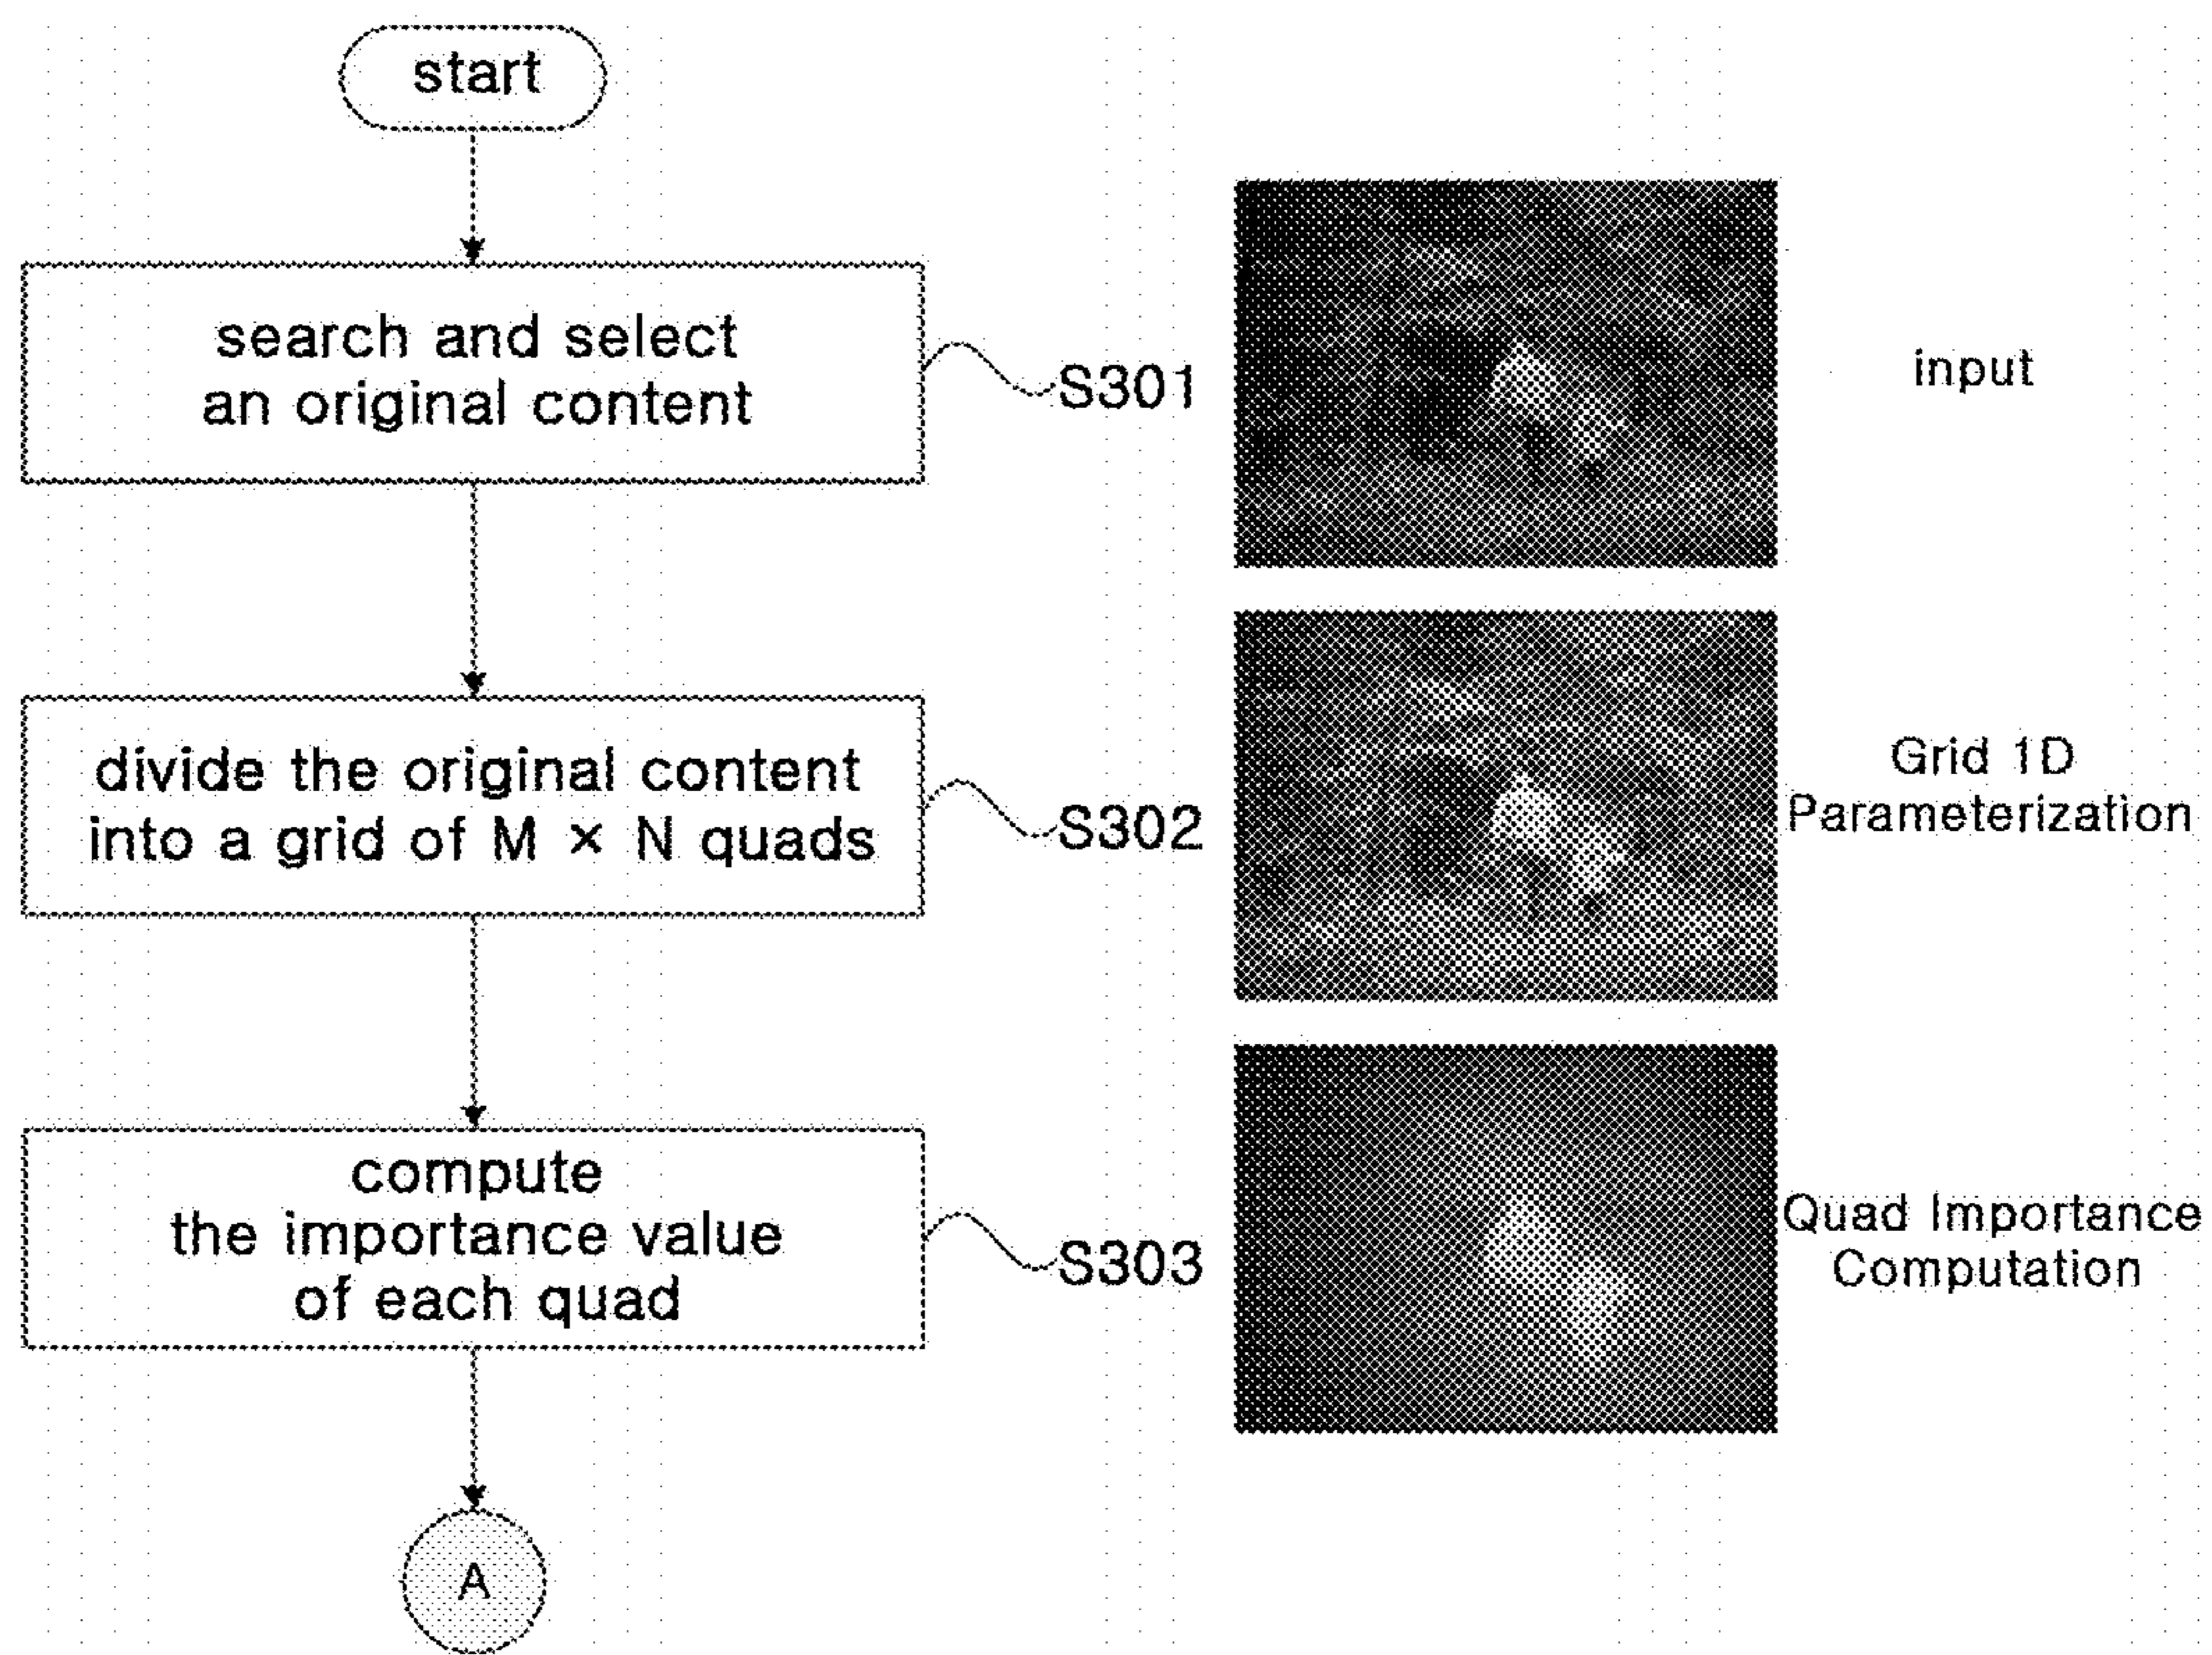 start
search and select
an original content
S301
input
divide the original content
into a grid of M × N quads
S302
Grid 1D
Parameterization
compute
the importance value
of each quad
S303
Quad Importance
Computation
A